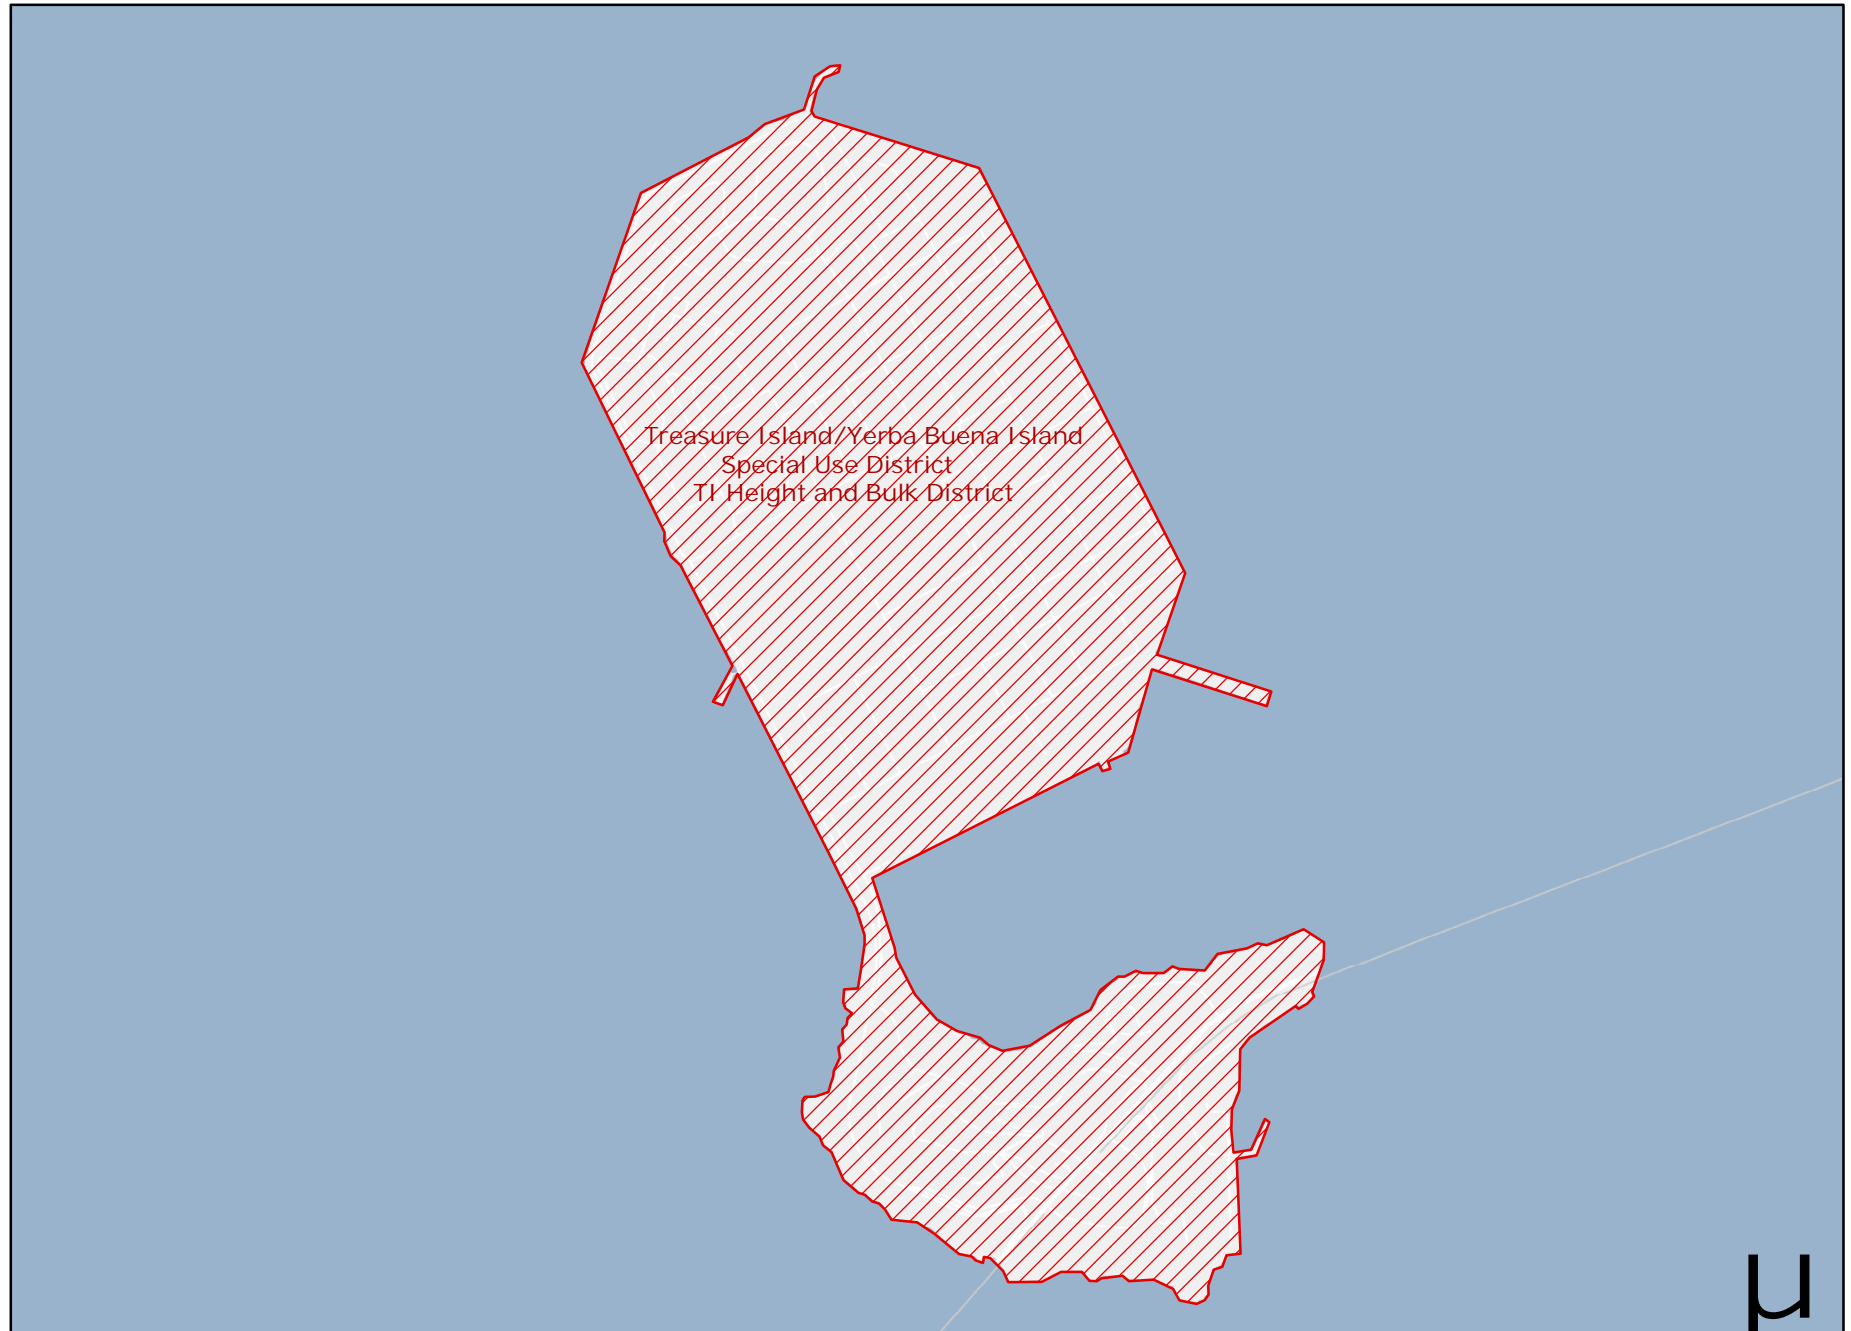 Treasure Island/Yerba Buena Island
Special Use District
TI Height and Bulk District
µ